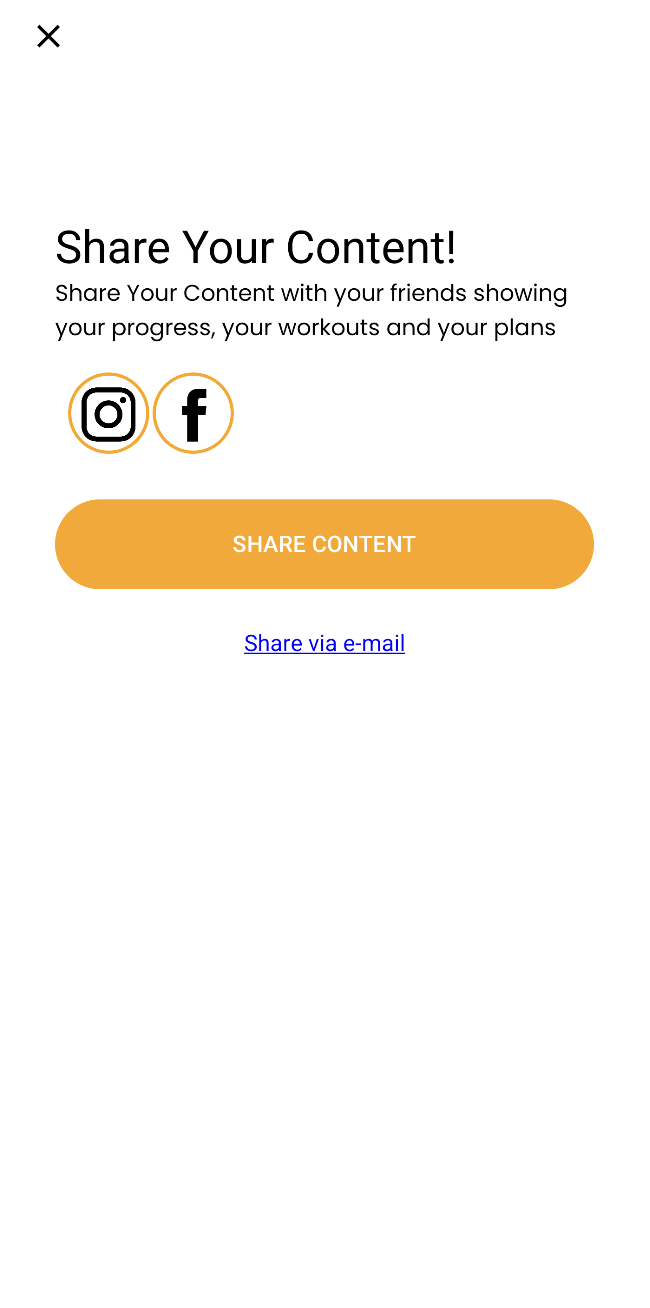 Share Your Content!
Share Your Content with your friends showing
your progress, your workouts and your plans
SHARE CONTENT
Share via e-mail